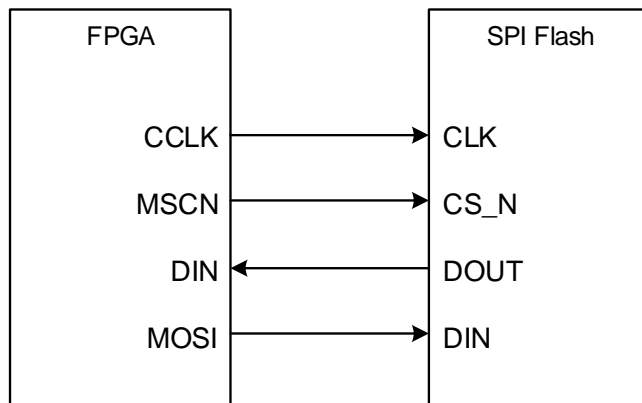 FPGA SPI Flash
CCLK CLK
MSCN CS_N
DIN DOUT
MOSI DIN